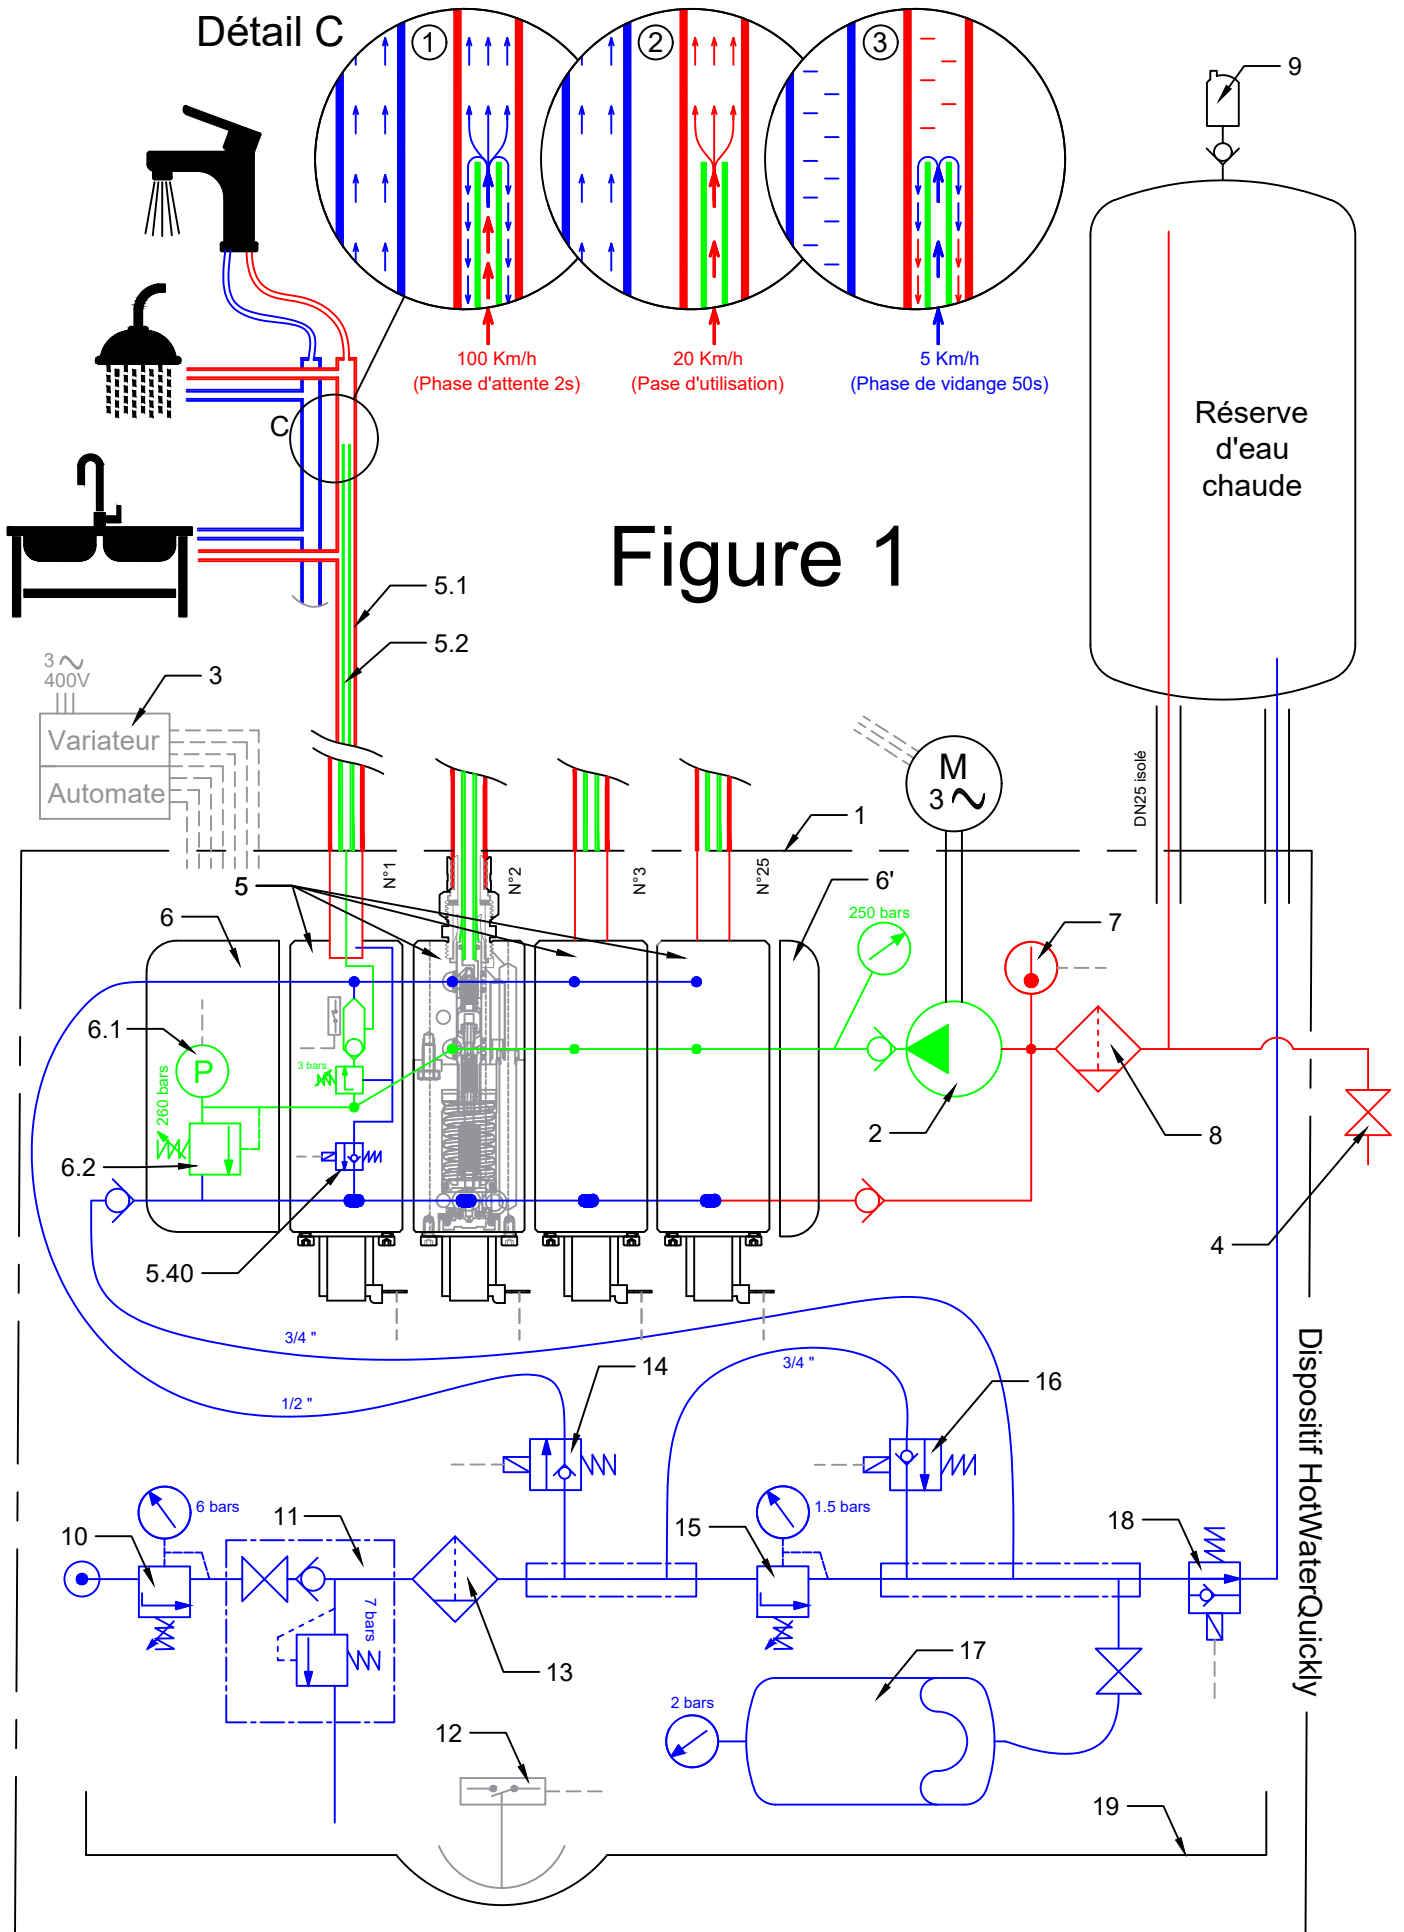 Détail C
1
2
3
9
100 Km/h
(Phase d'attente 2s)
20 Km/h
(Pase d'utilisation)
5 Km/h
(Phase de vidange 50s)
C
Réserve
d'eau
chaude
Figure 1
5.1
5.2
3
400V
3
Variateur
Automate
M
3
DN25 isolé
1
N°1
N°2
N°3
N°25
5
6
6'
250 bars
7
6.1
P
3 bars
260 bars
2
8
6.2
4
5.40
3/4 "
1/2 "
3/4 "
14
16
Dispositif HotWaterQuickly
10
6 bars
11
15
1.5 bars
18
7 bars
13
17
2 bars
12
19